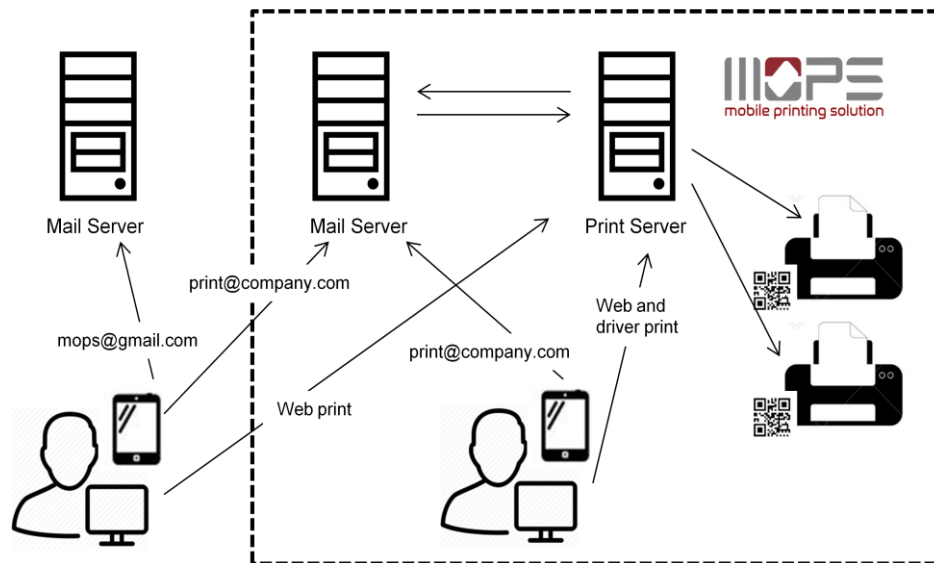 MOPS
mobile printing solution
Mail Server
Mail Server
Print Server
print@company.com
Web and
driver print
mops@gmail.com
print@company.com
Web print